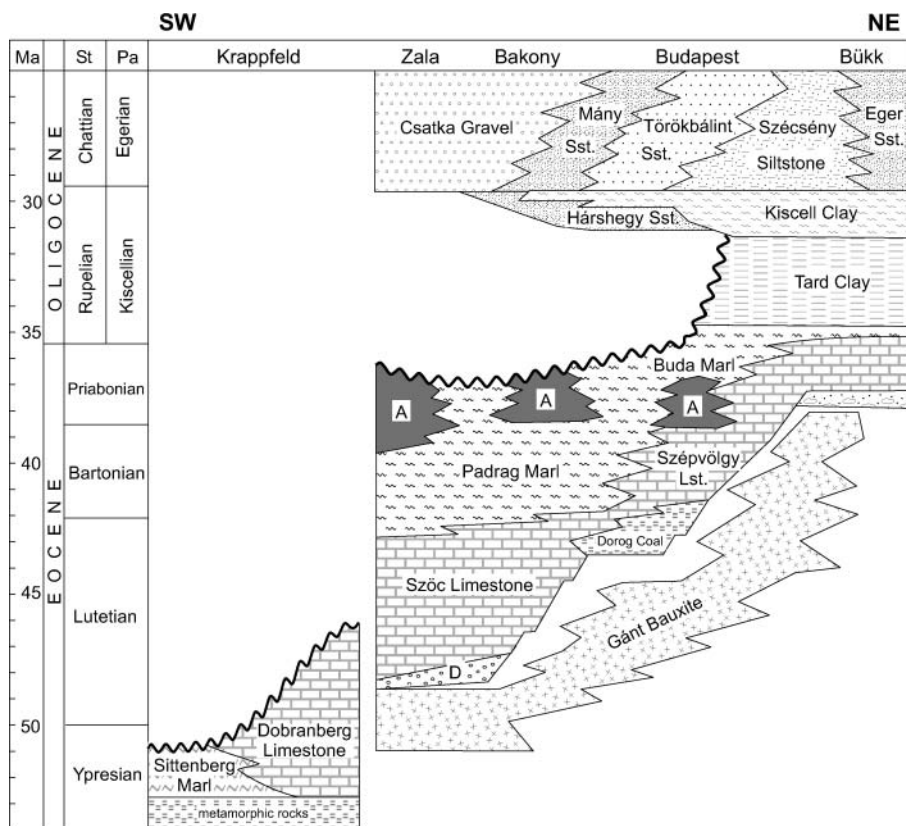 SW
NE
Ma
St
Pa
Krappfeld
Zala
Bakony
Budapest
Bükk
OLIGOCENE
EOCENE
Chattian
Egerian
Rupelian
Kiscellian
Priabonian
Bartonian
Lutetian
Ypresian
30
35
40
45
50
Csatka Gravel
Mány
Sst.
Törökbálint
Sst.
Szécsény
Siltstone
Eger
Sst.
Hárshegy Sst.
Kiscell Clay
Tard Clay
Buda Marl
A
A
A
Padrag Marl
Szépvölgy
Lst.
Dorog Coal
Szöc Limestone
Gánt Bauxite
D
Dobranberg
Limestone
Sittenberg
Marl
metamorphic rocks